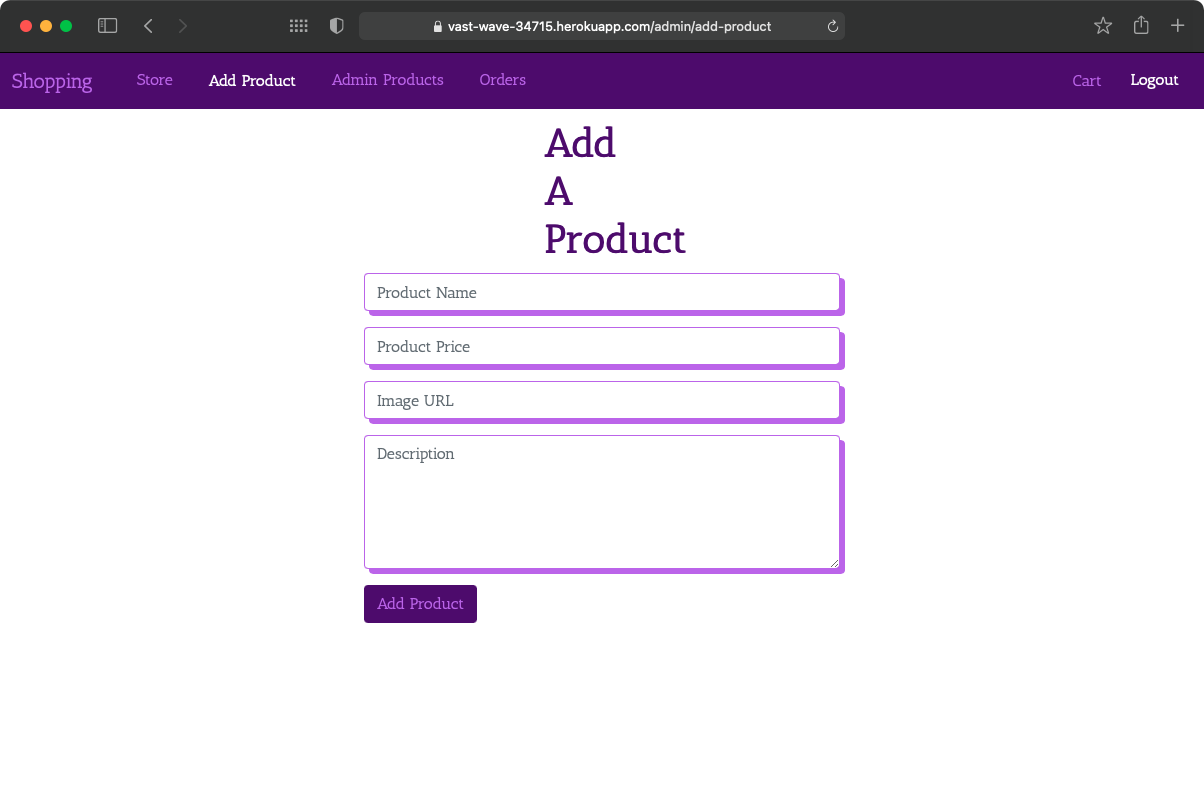 vast-wave-34715.herokuapp.com/admin/add-product
Shopping Store Add Product Admin Products Orders Cart Logout
Add
A
Product
Product Name
Product Price
Image URL
Description
Add Product